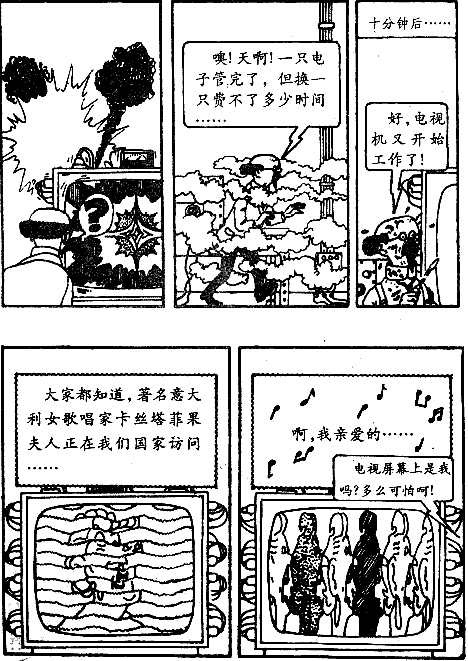 噢！天啊！一只电
子管完了，但换一
只费不了多少时间
……
十分钟后……
好，电视
机又开始
工作了！
？
大家都知道，著名意大
利女歌唱家卡丝塔菲果
夫人正在我们国家访问
……
啊，我亲爱的……
电视屏幕上是我
吗？多么可怕呵！